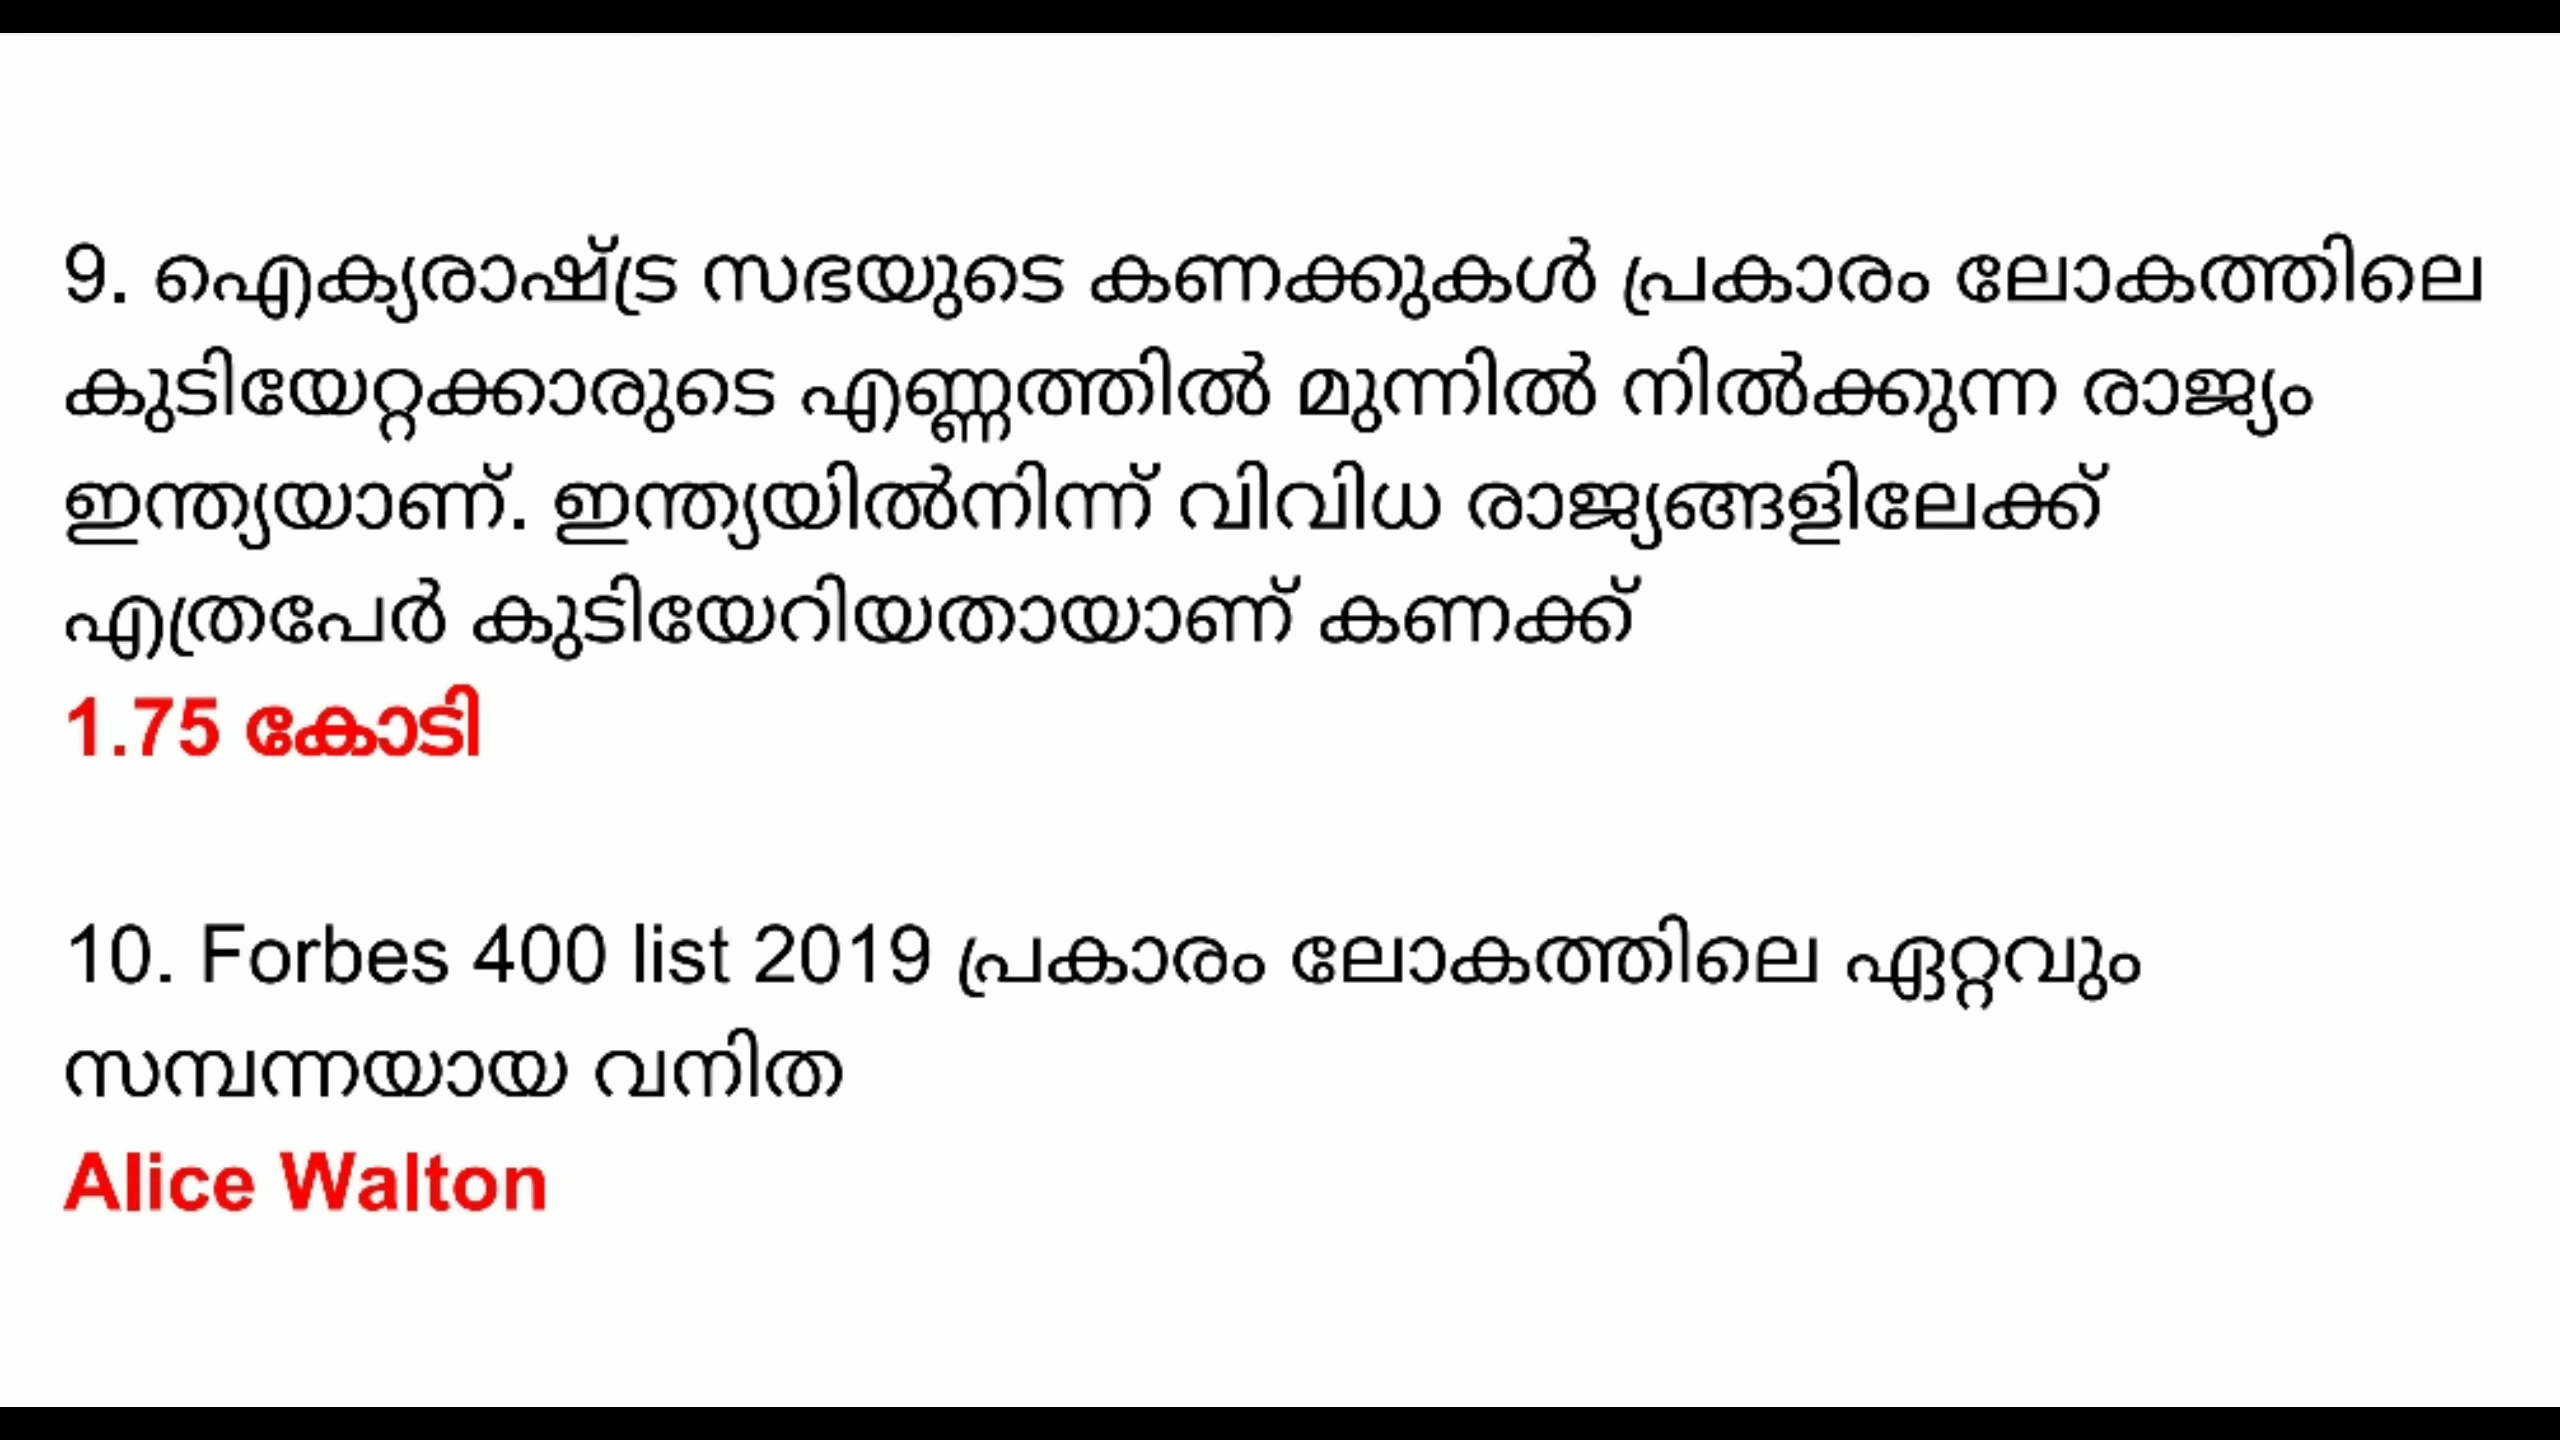 9. ഐക്യരാഷ്ട്ര സഭയുടെ കണക്കുകൾ പ്രകാരം ലോകത്തിലെ
കുടിയേറ്റക്കാരുടെ എണ്ണത്തിൽ മുന്നിൽ നിൽക്കുന്ന രാജ്യം
ഇന്ത്യയാണ്. ഇന്ത്യയിൽനിന്ന് വിവിധ രാജ്യങ്ങളിലേക്ക്
എത്രപേർ കുടിയേറിയതായാണ് കണക്ക്
1.75 കോടി
10. Forbes 400 list 2019 പ്രകാരം ലോകത്തിലെ ഏറ്റവും
സമ്പന്നയായ വനിത
Alice Walton